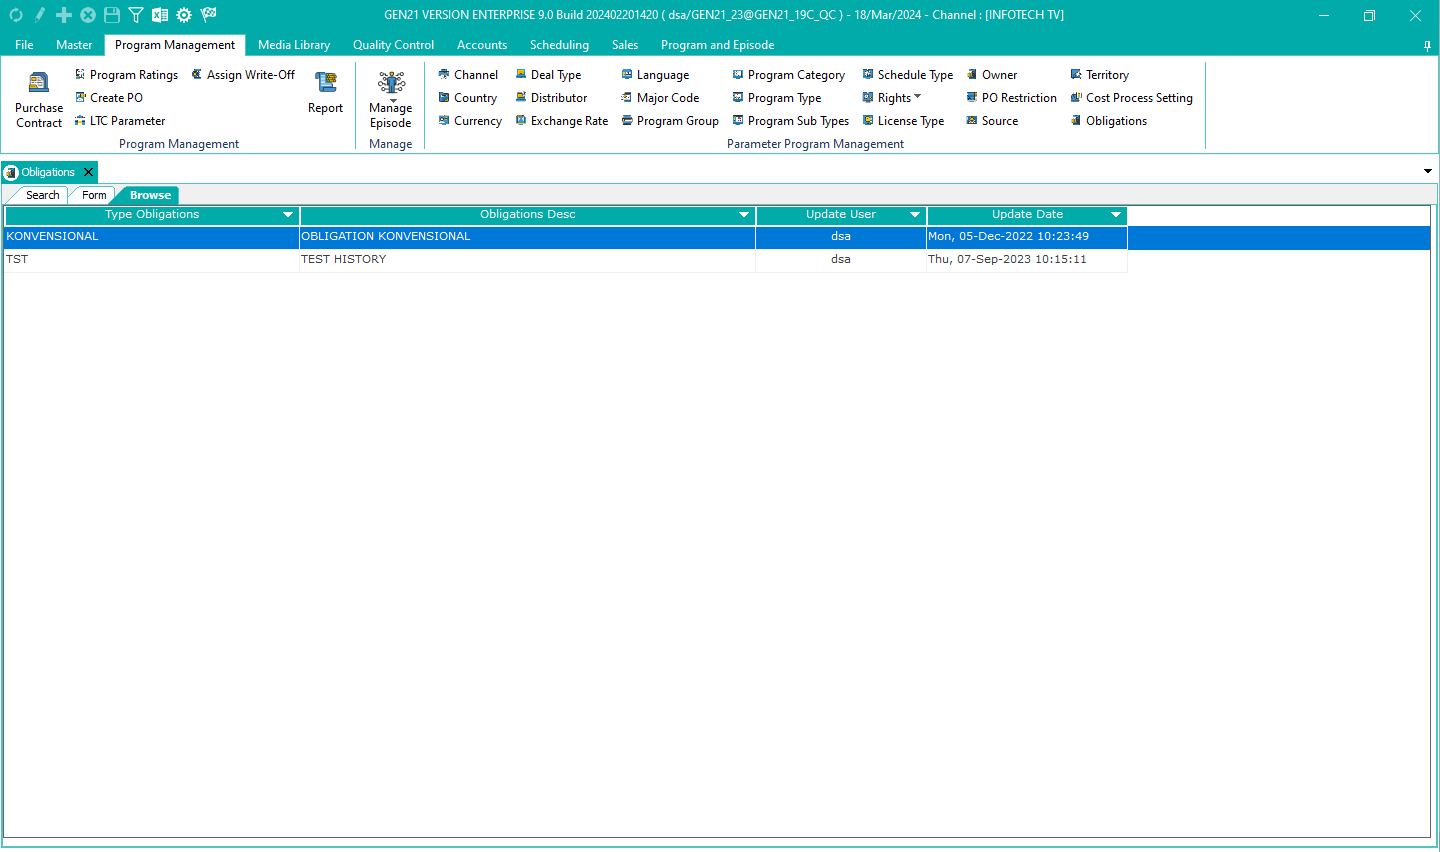 GEN21 VERSION ENTERPRISE 9.0 Build 202402201420 ( dsa/GEN21_23@GEN21_19C_QC ) - 18/Mar/2024 - Channel : [INFOTECH TV]
File Master Program Management Media Library Quality Control Accounts Scheduling Sales Program and Episode
Purchase Contract
Program Ratings
Create PO
LTC Parameter
Assign Write-Off
Report
Program Management
Manage Episode
Manage
Channel Deal Type Language Program Category Schedule Type Owner Territory
Country Distributor Major Code Program Type Rights PO Restriction Cost Process Setting
Currency Exchange Rate Program Group Program Sub Types License Type Source Obligations
Parameter Program Management
Obligations
Search Form Browse
Type Obligations Obligations Desc Update User Update Date
KONVENSIONAL OBLIGATION KONVENSIONAL dsa Mon, 05-Dec-2022 10:23:49
TST TEST HISTORY dsa Thu, 07-Sep-2023 10:15:11